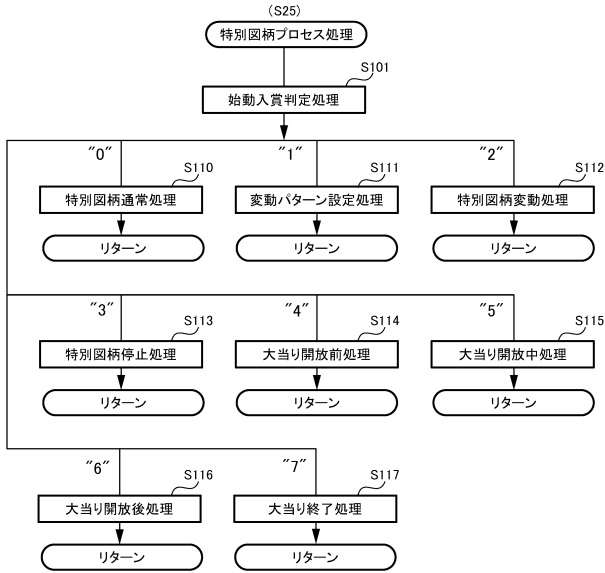 (S25)
特別図柄プロセス処理
S101
始動入賞判定処理
"0"
"1"
"2"
S110
S111
S112
特別図柄通常処理
変動パターン設定処理
特別図柄変動処理
リターン
リターン
リターン
"3"
"4"
"5"
S113
S114
S115
特別図柄停止処理
大当り開放前処理
大当り開放中処理
リターン
リターン
リターン
"6"
"7"
S116
S117
大当り開放後処理
大当り終了処理
リターン
リターン